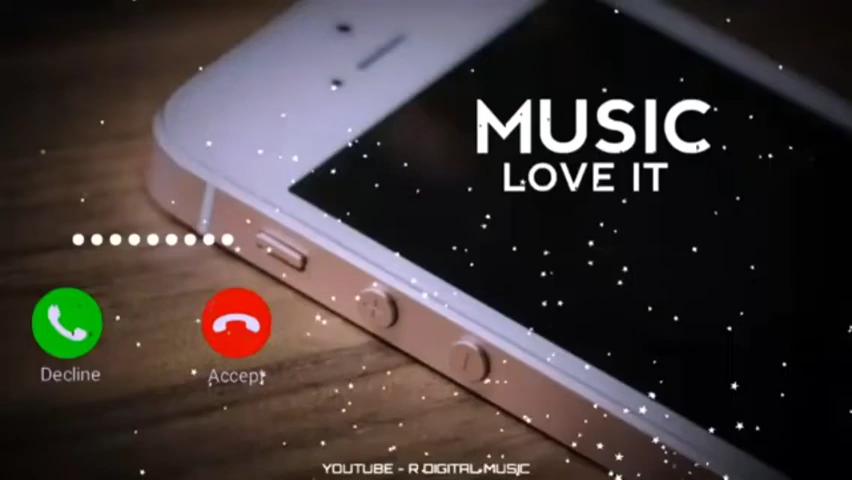 MUSIC
LOVE IT
Decline
Accept
YOUTUBE - R DIGITAL MUSIC